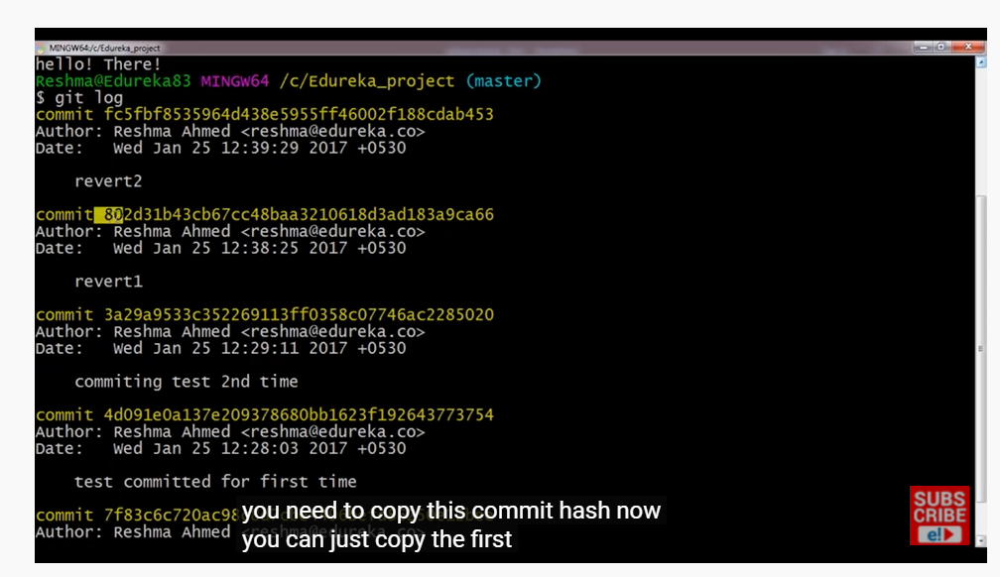 MINGW64:/c/Edureka_project
hello! There!
Reshma@Edureka83 MINGW64 /c/Edureka_project (master)
$ git log
commit fc5fbf8535964d438e5955ff46002f188cdab453
Author: Reshma Ahmed <reshma@edureka.co>
Date:   Wed Jan 25 12:39:29 2017 +0530
revert2
commit 802d31b43cb67cc48baa3210618d3ad183a9ca66
Author: Reshma Ahmed <reshma@edureka.co>
Date:   Wed Jan 25 12:38:25 2017 +0530
revert1
commit 3a29a9533c352269113ff0358c07746ac2285020
Author: Reshma Ahmed <reshma@edureka.co>
Date:   Wed Jan 25 12:29:11 2017 +0530
commiting test 2nd time
commit 4d091e0a137e209378680bb1623f192643773754
Author: Reshma Ahmed <reshma@edureka.co>
Date:   Wed Jan 25 12:28:03 2017 +0530
test committed for first time
commit
Author: Reshma Ahmed
you need to copy this commit hash now
you can just copy the first
SUBS
CRIBE
e!